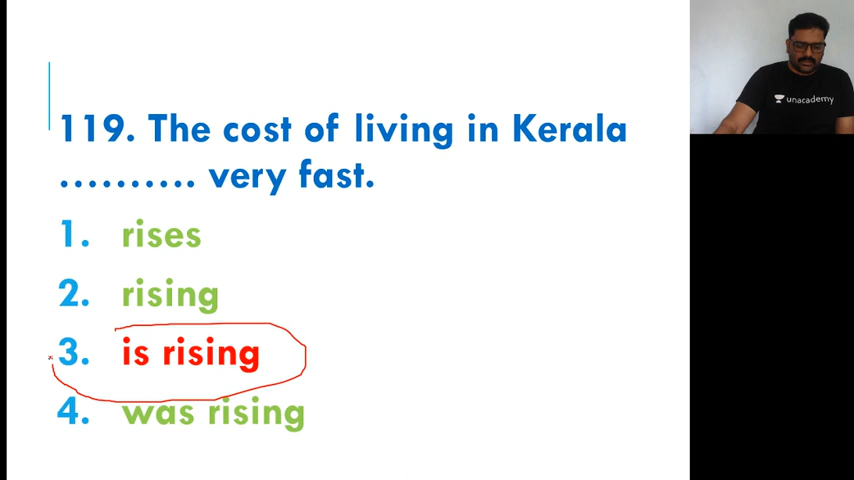 119. The cost of living in Kerala
.......... very fast.
1. rises
2. rising
3. is rising
4. was rising
unacademy